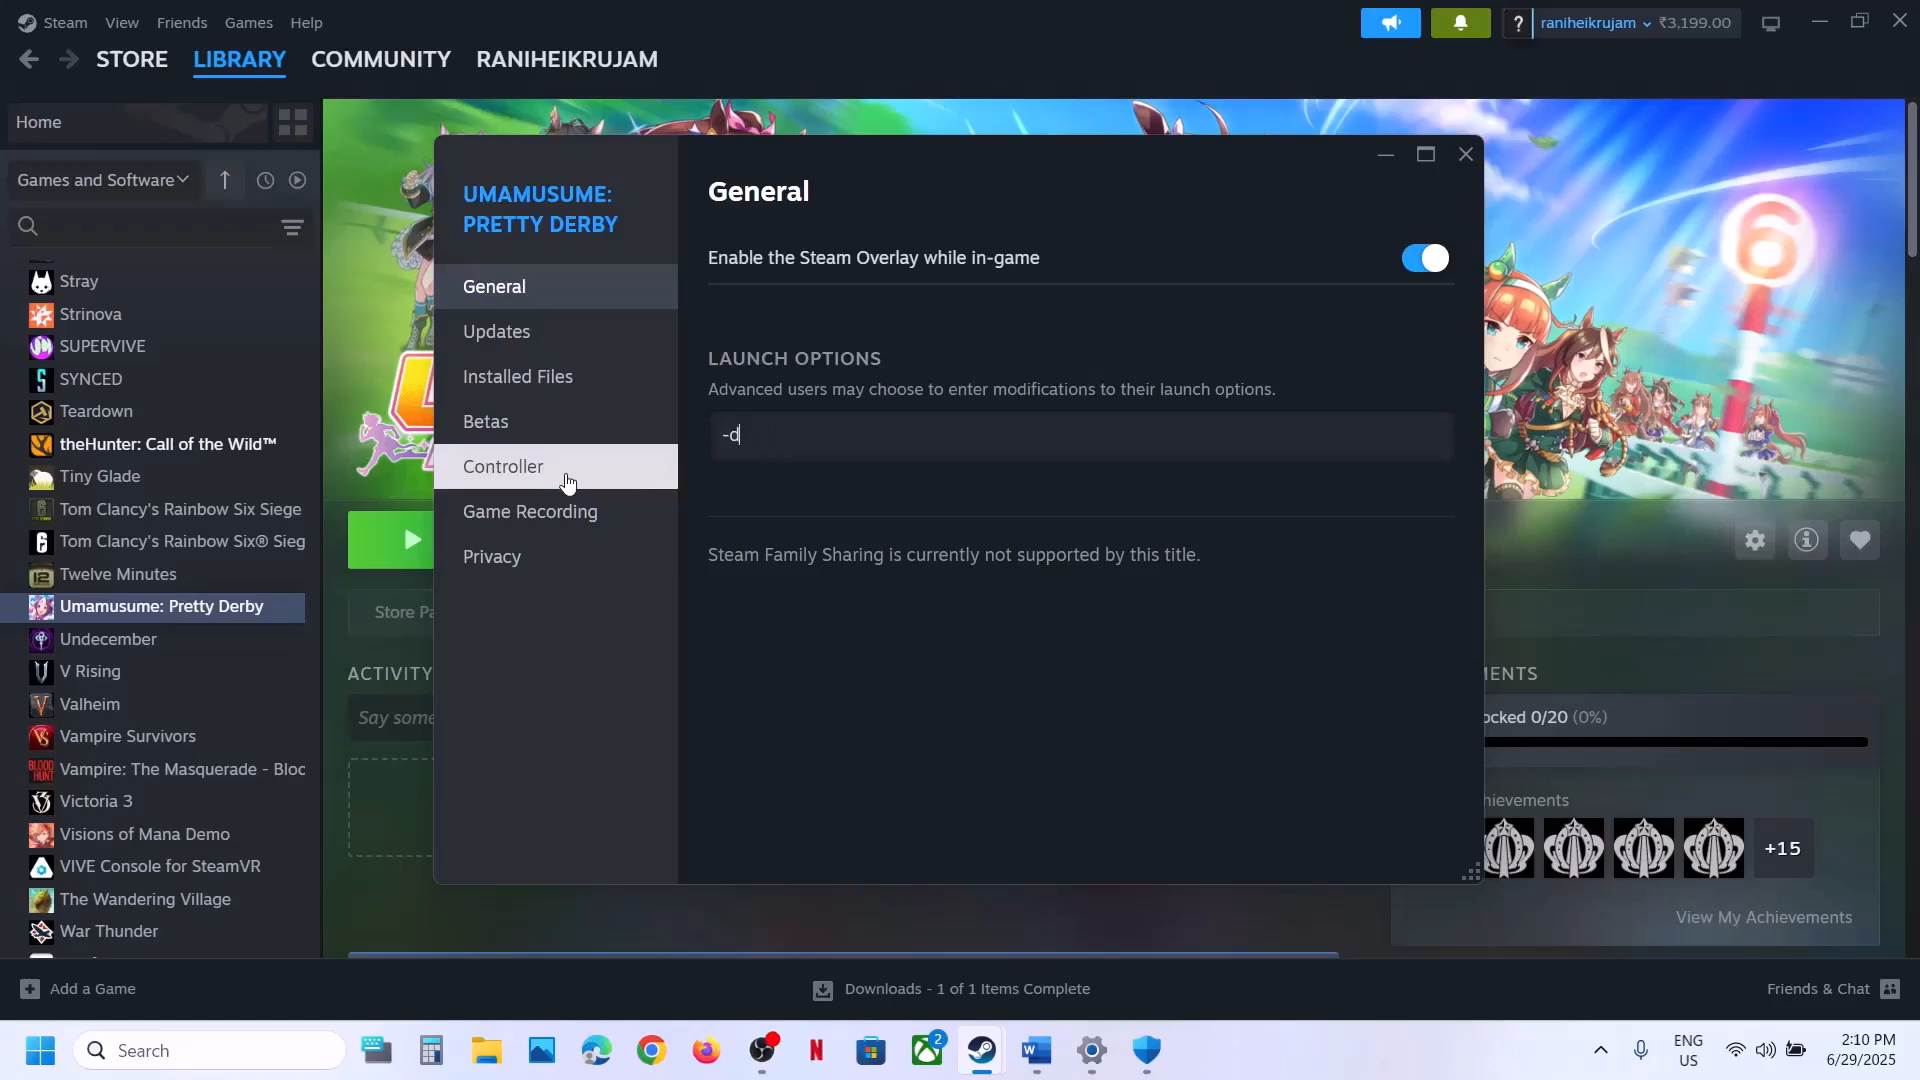 Steam View Friends Games Help
? raniheikrujam ₹3,199.00
STORE LIBRARY COMMUNITY RANIHEIKRUJAM
Home
Games and Software
Stray
Strinova
SUPERVIVE
SYNCED
Teardown
theHunter: Call of the Wild™
Tiny Glade
Tom Clancy's Rainbow Six Siege
Tom Clancy's Rainbow Six® Sieg
Twelve Minutes
Umamusume: Pretty Derby
Undecember
V Rising
Valheim
Vampire Survivors
Vampire: The Masquerade - Bloo
Victoria 3
Visions of Mana Demo
VIVE Console for SteamVR
The Wandering Village
War Thunder
UMAMUSUME:
PRETTY DERBY
General
Updates
Installed Files
Betas
Controller
Game Recording
Privacy
General
Enable the Steam Overlay while in-game
LAUNCH OPTIONS
Advanced users may choose to enter modifications to their launch options.
-d
Steam Family Sharing is currently not supported by this title.
6
Store Pa
ACTIVITY
Say some
MENTS
ocked 0/20 (0%)
hievements
+15
View My Achievements
Add a Game
Downloads - 1 of 1 Items Complete
Friends & Chat
Search
2
ENG
US
2:10 PM
6/29/2025